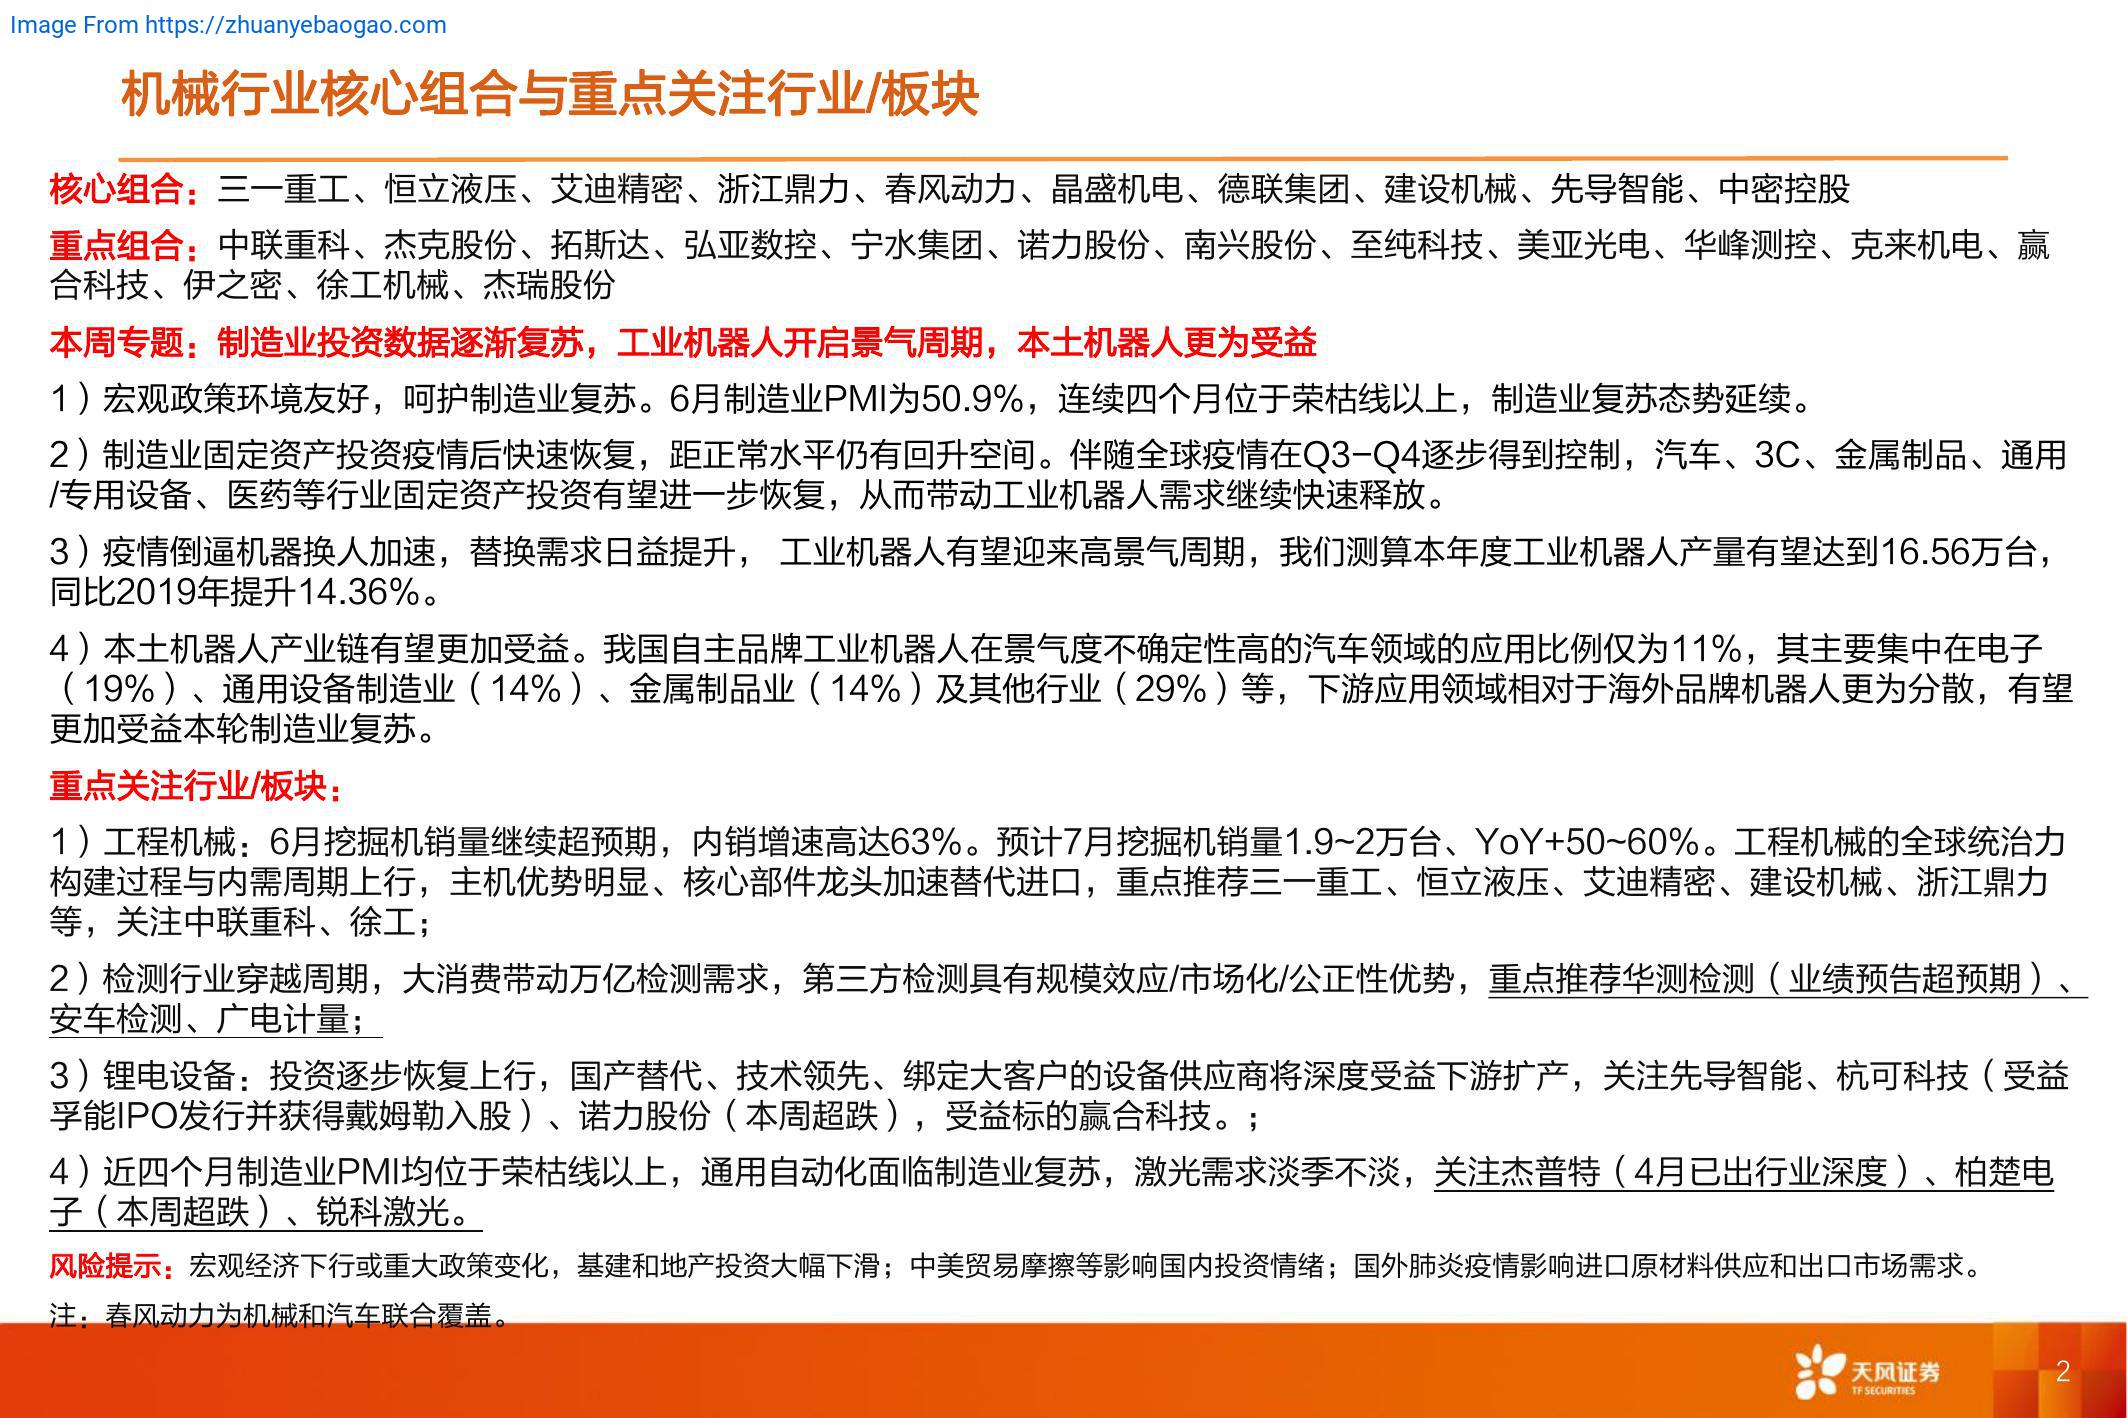 Image From https://zhuanyebaogao.com
机械行业核心组合与重点关注行业/板块
核心组合：三一重工、恒立液压、艾迪精密、浙江鼎力、春风动力、晶盛机电、德联集团、建设机械、先导智能、中密控股
重点组合：中联重科、杰克股份、拓斯达、弘亚数控、宁水集团、诺力股份、南兴股份、至纯科技、美亚光电、华峰测控、克来机电、赢
合科技、伊之密、徐工机械、杰瑞股份
本周专题：制造业投资数据逐渐复苏，工业机器人开启景气周期，本土机器人更为受益
1）宏观政策环境友好，呵护制造业复苏。6月制造业PMI为50.9%，连续四个月位于荣枯线以上，制造业复苏态势延续。
2）制造业固定资产投资疫情后快速恢复，距正常水平仍有回升空间。伴随全球疫情在Q3-Q4逐步得到控制，汽车、3C、金属制品、通用
/专用设备、医药等行业固定资产投资有望进一步恢复，从而带动工业机器人需求继续快速释放。
3）疫情倒逼机器换人加速，替换需求日益提升， 工业机器人有望迎来高景气周期，我们测算本年度工业机器人产量有望达到16.56万台，
同比2019年提升14.36%。
4）本土机器人产业链有望更加受益。我国自主品牌工业机器人在景气度不确定性高的汽车领域的应用比例仅为11%，其主要集中在电子
（19%）、通用设备制造业（14%）、金属制品业（14%）及其他行业（29%）等，下游应用领域相对于海外品牌机器人更为分散，有望
更加受益本轮制造业复苏。
重点关注行业/板块：
1）工程机械：6月挖掘机销量继续超预期，内销增速高达63%。预计7月挖掘机销量1.9~2万台、YoY+50~60%。工程机械的全球统治力
构建过程与内需周期上行，主机优势明显、核心部件龙头加速替代进口，重点推荐三一重工、恒立液压、艾迪精密、建设机械、浙江鼎力
等，关注中联重科、徐工；
2）检测行业穿越周期，大消费带动万亿检测需求，第三方检测具有规模效应/市场化/公正性优势，重点推荐华测检测（业绩预告超预期）、
安车检测、广电计量；
3）锂电设备：投资逐步恢复上行，国产替代、技术领先、绑定大客户的设备供应商将深度受益下游扩产，关注先导智能、杭可科技（受益
孚能IPO发行并获得戴姆勒入股）、诺力股份（本周超跌），受益标的赢合科技。；
4）近四个月制造业PMI均位于荣枯线以上，通用自动化面临制造业复苏，激光需求淡季不淡，关注杰普特（4月已出行业深度）、柏楚电
子（本周超跌）、锐科激光。
风险提示：宏观经济下行或重大政策变化，基建和地产投资大幅下滑；中美贸易摩擦等影响国内投资情绪；国外肺炎疫情影响进口原材料供应和出口市场需求。
注：春风动力为机械和汽车联合覆盖。
天风证券
TF SECURITIES
2